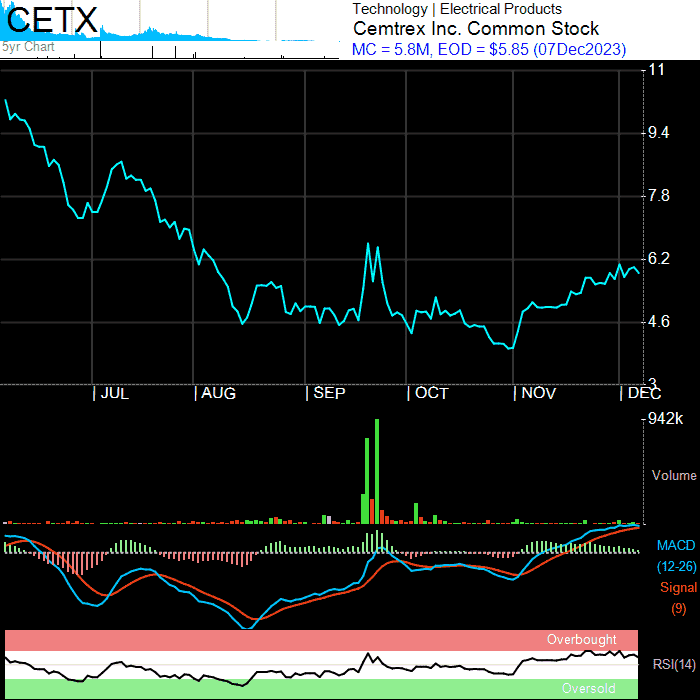 CETX
5yr Chart
Technology | Electrical Products
Cemtrex Inc. Common Stock
MC = 5.8M, EOD = $5.85 (07Dec2023)
11
9.4
7.8
6.2
4.6
3
| JUL | AUG | SEP | OCT | NOV | DEC
942k
Volume
MACD
(12-26)
Signal
(9)
Overbought
RSI(14)
Oversold